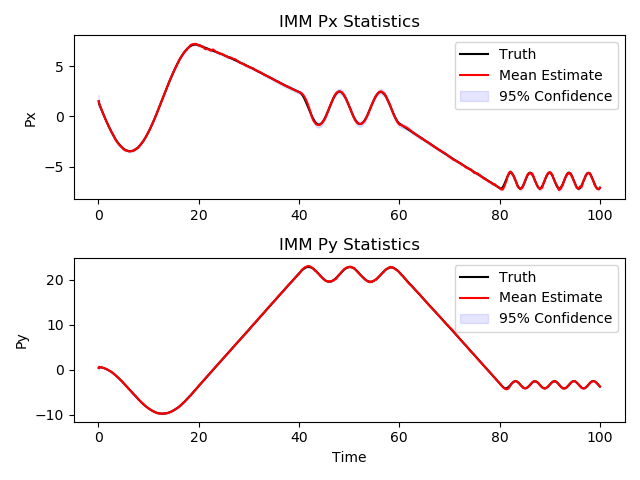 IMM Px Statistics
Px
5
0
−5
0
20
40
60
80
100
Truth
Mean Estimate
95% Confidence
IMM Py Statistics
Py
20
10
0
−10
0
20
40
60
80
100
Truth
Mean Estimate
95% Confidence
Time